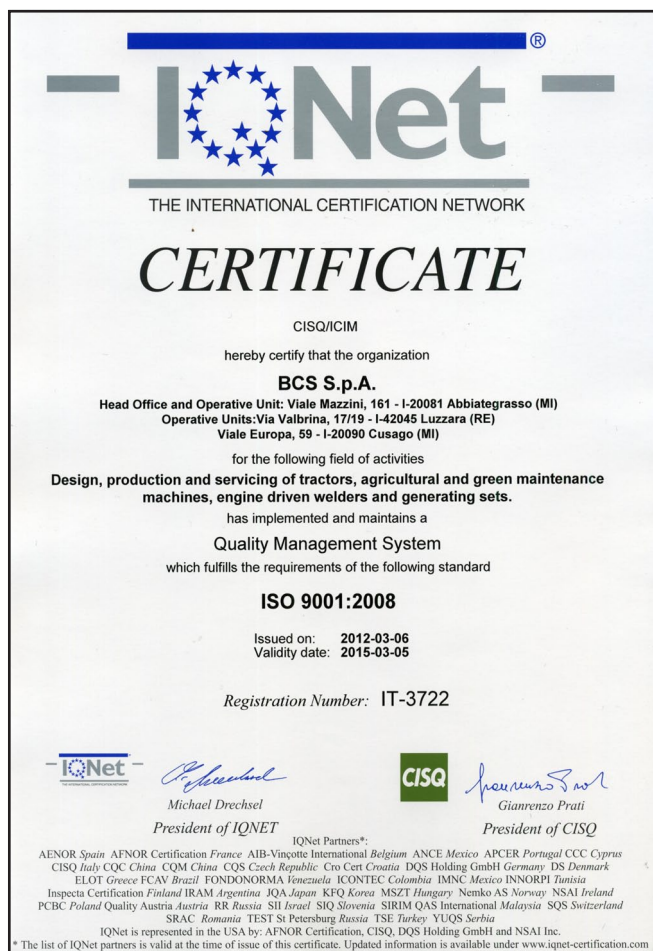 IQNet ®
THE INTERNATIONAL CERTIFICATION NETWORK
CERTIFICATE
CISQ/ICIM
hereby certify that the organization
BCS S.p.A.
Head Office and Operative Unit: Viale Mazzini, 161 - I-20081 Abbiategrasso (MI)
Operative Units:Via Valbrina, 17/19 - I-42045 Luzzara (RE)
Viale Europa, 59 - I-20090 Cusago (MI)
for the following field of activities
Design, production and servicing of tractors, agricultural and green maintenance
machines, engine driven welders and generating sets.
has implemented and maintains a
Quality Management System
which fulfills the requirements of the following standard
ISO 9001:2008
Issued on: 2012-03-06
Validity date: 2015-03-05
Registration Number: IT-3722
IQNet
THE INTERNATIONAL CERTIFICATION NETWORK
Michael Drechsel
President of IQNET
CISQ
Gianrenzo Prati
President of CISQ
IQNet Partners*:
AENOR Spain AFNOR Certification France AIB-Vinçotte International Belgium ANCE Mexico APCER Portugal CCC Cyprus
CISQ Italy CQC China CQM China CQS Czech Republic Cro Cert Croatia DQS Holding GmbH Germany DS Denmark
ELOT Greece FCAV Brazil FONDONORMA Venezuela ICONTEC Colombia IMNC Mexico INNORPI Tunisia
Inspecta Certification Finland IRAM Argentina JQA Japan KFQ Korea MSZT Hungary Nemko AS Norway NSAI Ireland
PCBC Poland Quality Austria Austria RR Russia SII Israel SIQ Slovenia SIRIM QAS International Malaysia SQS Switzerland
SRAC Romania TEST St Petersburg Russia TSE Turkey YUQS Serbia
IQNet is represented in the USA by: AFNOR Certification, CISQ, DQS Holding GmbH and NSAI Inc.
* The list of IQNet partners is valid at the time of issue of this certificate. Updated information is available under www.iqnet-certification.com